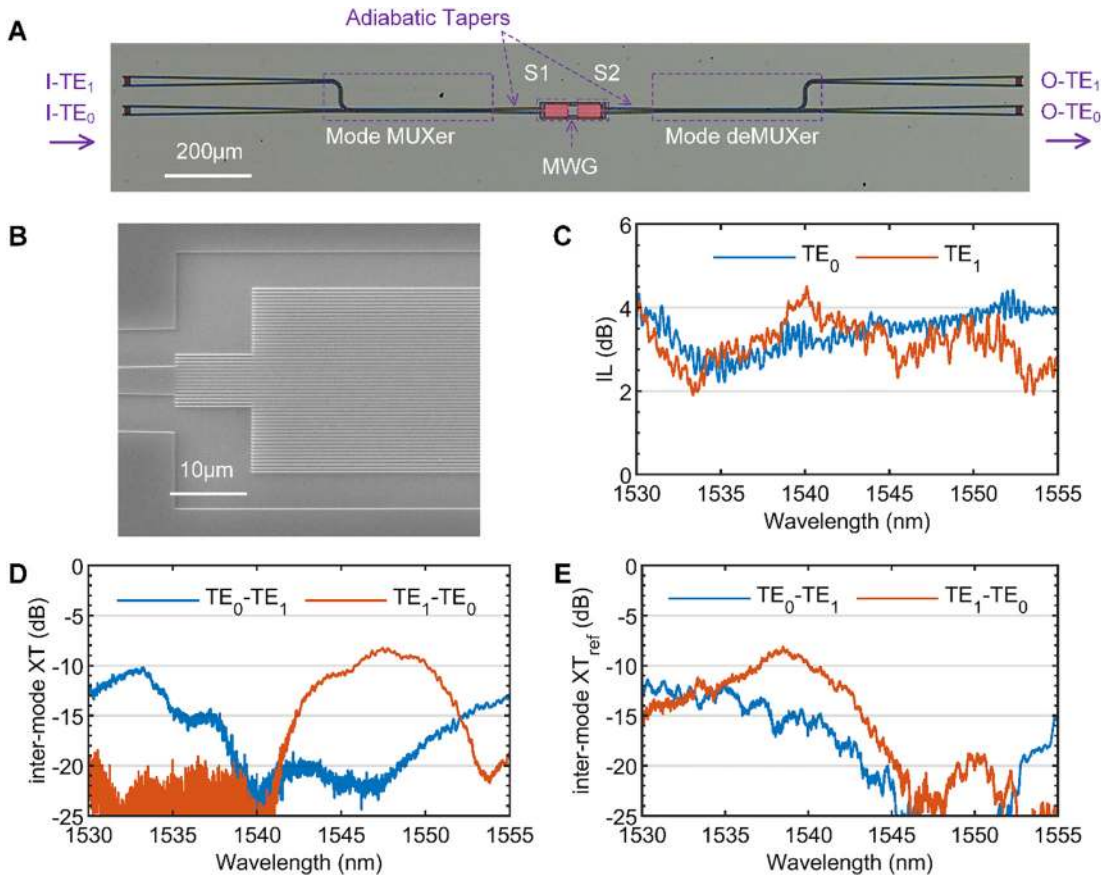 A
Adiabatic Tapers
I-TE1
S1
S2
O-TE1
I-TE0
O-TE0
Mode MUXer
Mode deMUXer
200μm
MWG
B
10μm
C
TE0
TE1
6
4
2
0
IL (dB)
1530
1535
1540
1545
1550
1555
Wavelength (nm)
D
TE0-TE1
TE1-TE0
0
-5
-10
-15
-20
-25
inter-mode XT (dB)
1530
1535
1540
1545
1550
1555
Wavelength (nm)
E
TE0-TE1
TE1-TE0
0
-5
-10
-15
-20
-25
inter-mode XTref (dB)
1530
1535
1540
1545
1550
1555
Wavelength (nm)